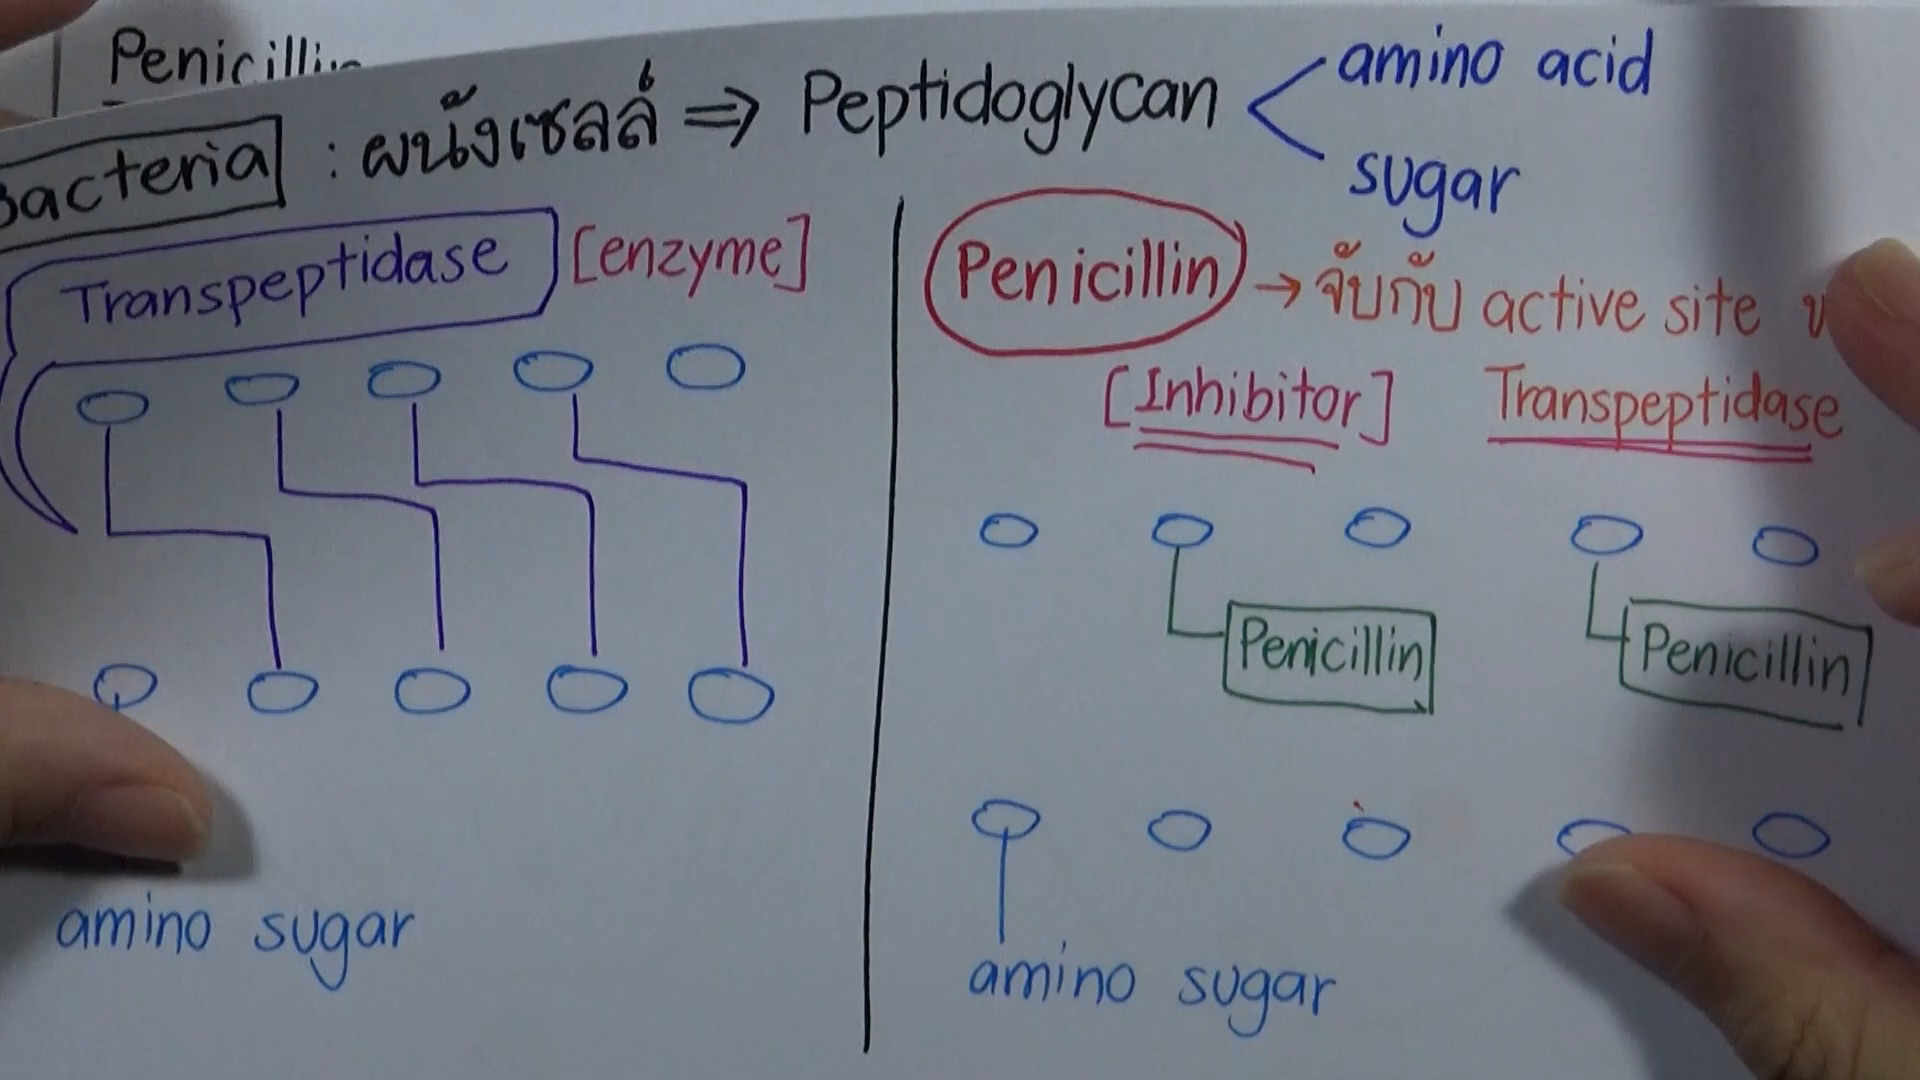 Bacteria : ผนังเซลล์ ⇒ Peptidoglycan
amino acid
sugar
Transpeptidase [enzyme]
amino sugar
Penicillin → จับกับ active site
[Inhibitor] Transpeptidase
Penicillin
Penicillin
amino sugar